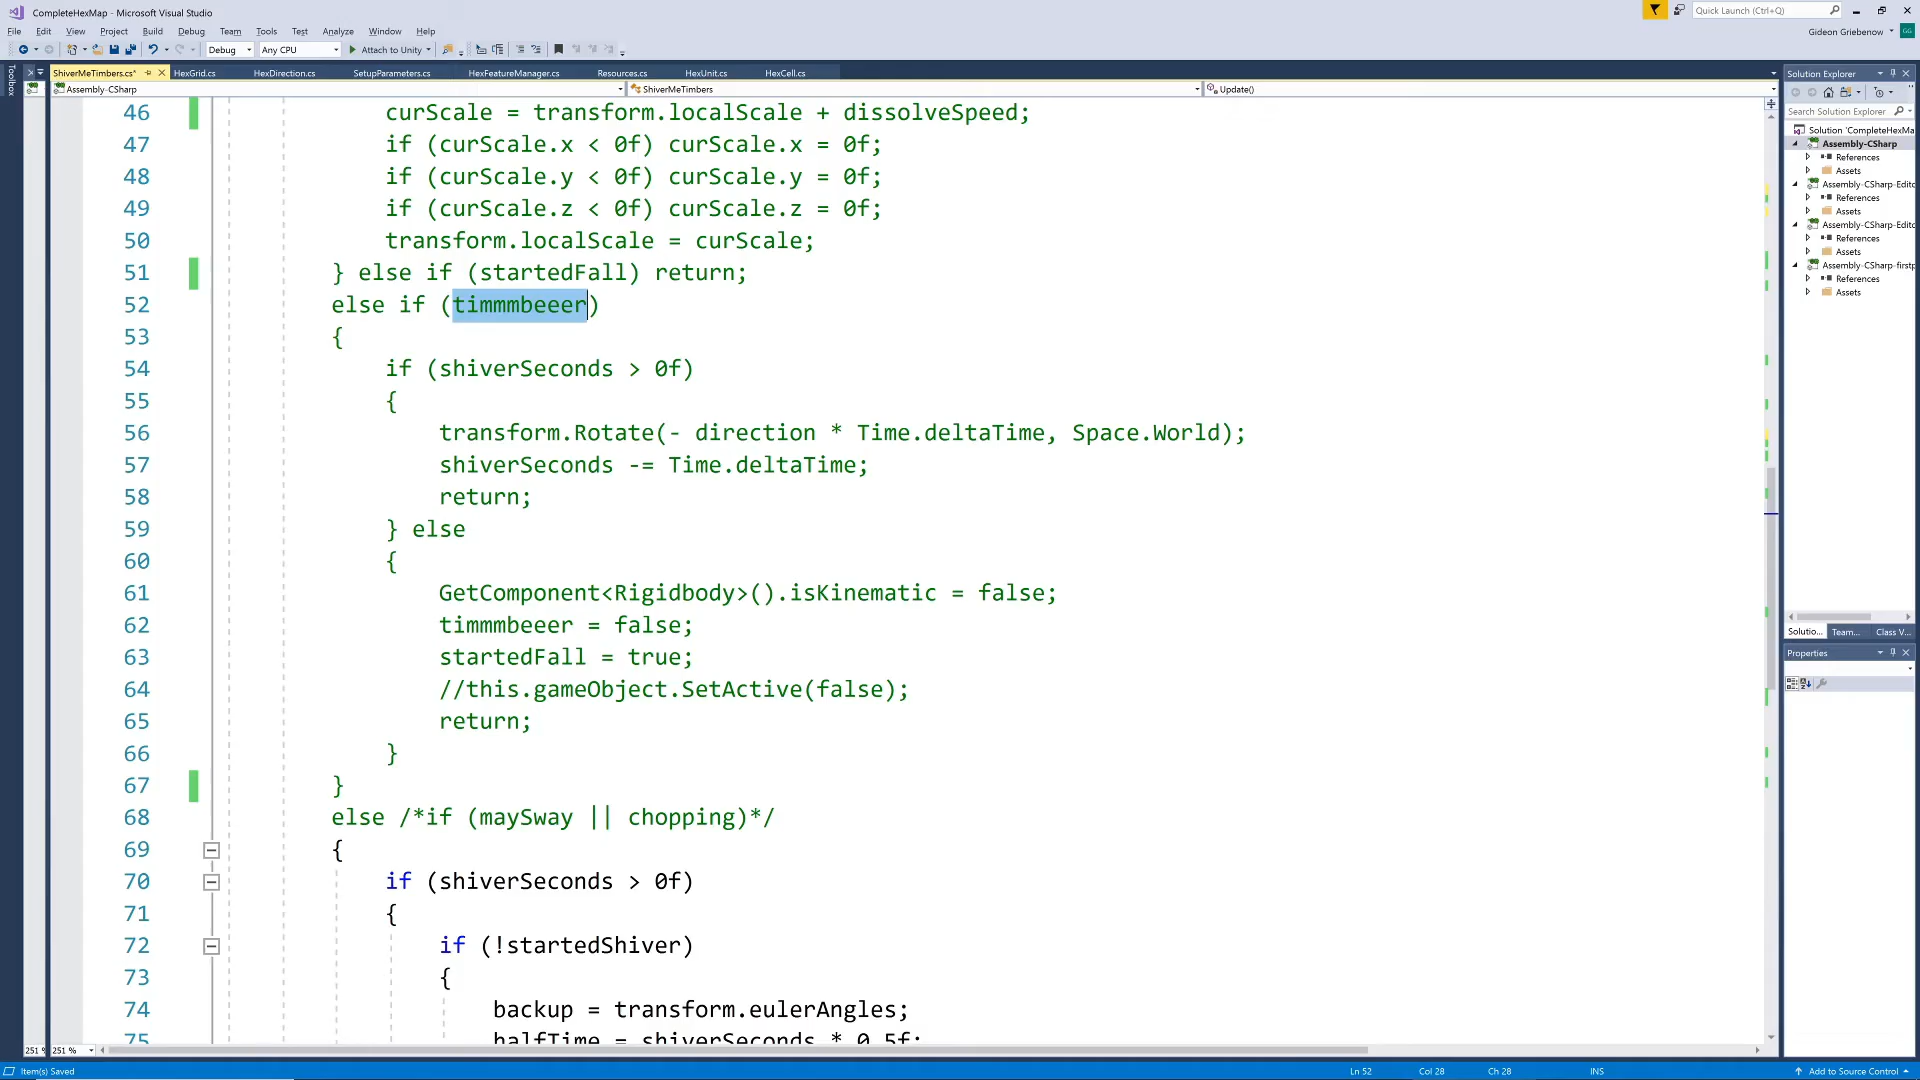 CompleteHexMap - Microsoft Visual Studio
Quick Launch (Ctrl+Q)
File Edit View Project Build Debug Team Tools Test Analyze Window Help
Gideon Griebenow GG
Debug Any CPU Attach to Unity
Toolbox
ShiverMeTimbers.cs* HexGrid.cs HexDirection.cs SetupParameters.cs HexFeatureManager.cs Resources.cs HexUnit.cs HexCell.cs
Assembly-CSharp ShiverMeTimbers Update()
46 curScale = transform.localScale + dissolveSpeed;
47 if (curScale.x < 0f) curScale.x = 0f;
48 if (curScale.y < 0f) curScale.y = 0f;
49 if (curScale.z < 0f) curScale.z = 0f;
50 transform.localScale = curScale;
51 } else if (startedFall) return;
52 else if (timmmbeeer)
53 {
54 if (shiverSeconds > 0f)
55 {
56 transform.Rotate(- direction * Time.deltaTime, Space.World);
57 shiverSeconds -= Time.deltaTime;
58 return;
59 } else
60 {
61 GetComponent<Rigidbody>().isKinematic = false;
62 timmmbeeer = false;
63 startedFall = true;
64 //this.gameObject.SetActive(false);
65 return;
66 }
67 }
68 else /*if (maySway || chopping)*/
69 {
70 if (shiverSeconds > 0f)
71 {
72 if (!startedShiver)
73 {
74 backup = transform.eulerAngles;
75 halfTime = shiverSeconds * 0.5f;
251 % 251 %
Solution Explorer
Search Solution Explorer
Solution 'CompleteHexMa
Assembly-CSharp
References
Assets
Assembly-CSharp-Edito
References
Assets
Assembly-CSharp-Edito
References
Assets
Assembly-CSharp-firstp
References
Assets
Solutio... Team... Class V...
Properties
Item(s) Saved Ln 52 Col 28 Ch 28 INS Add to Source Control